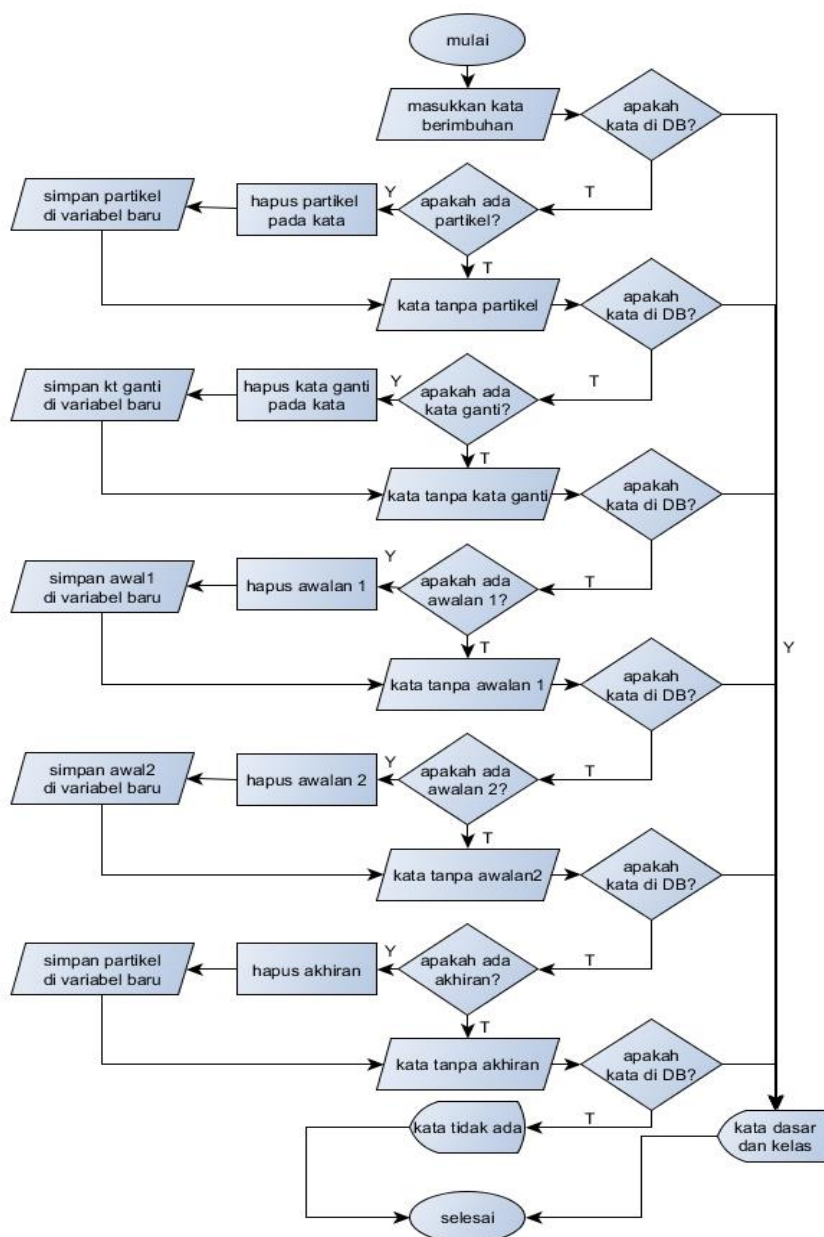 mulai
masukkan kata
berimbuhan
apakah
kata di DB?
simpan partikel
di variabel baru
hapus partikel
pada kata
Y
apakah ada
partikel?
T
T
kata tanpa partikel
apakah
kata di DB?
simpan kt ganti
di variabel baru
hapus kata ganti
pada kata
Y
apakah ada
kata ganti?
T
T
kata tanpa kata ganti
apakah
kata di DB?
simpan awal1
di variabel baru
hapus awalan 1
Y
apakah ada
awalan 1?
T
T
kata tanpa awalan 1
apakah
kata di DB?
Y
simpan awal2
di variabel baru
hapus awalan 2
Y
apakah ada
awalan 2?
T
T
kata tanpa awalan2
apakah
kata di DB?
simpan partikel
di variabel baru
hapus akhiran
Y
apakah ada
akhiran?
T
T
kata tanpa akhiran
apakah
kata di DB?
kata tidak ada
T
kata dasar
dan kelas
selesai